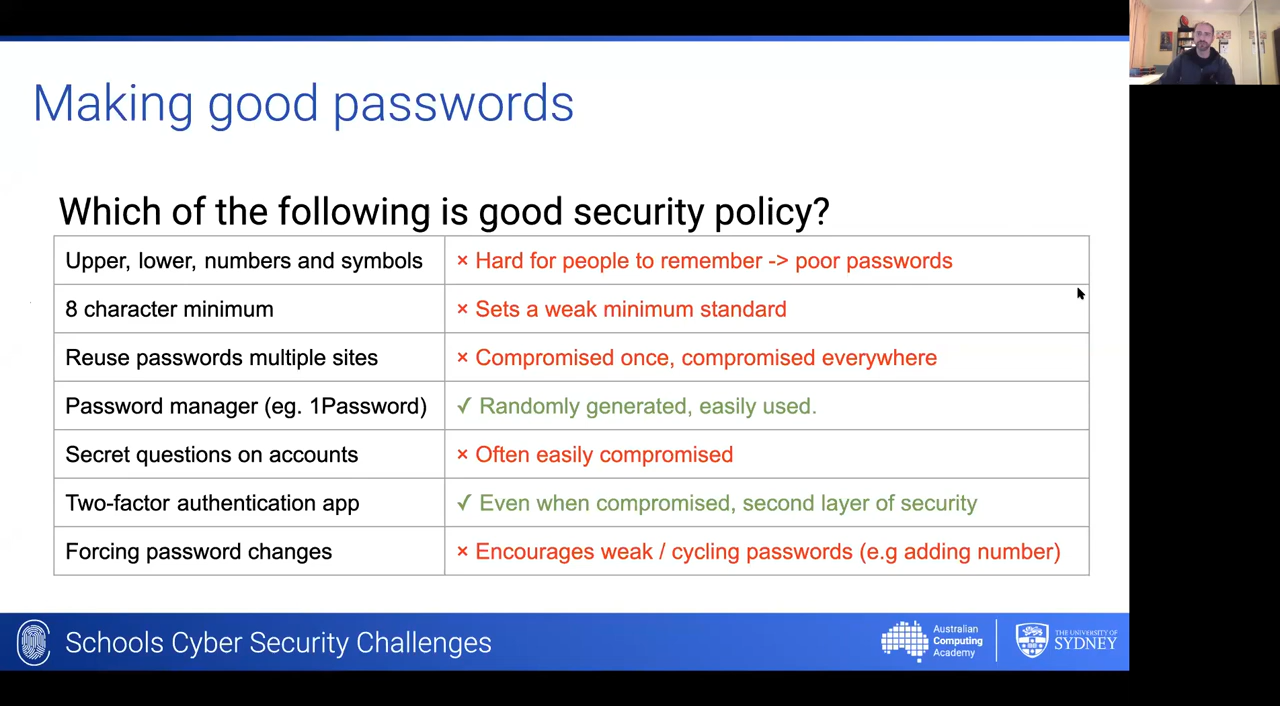 Making good passwords
Which of the following is good security policy?
Upper, lower, numbers and symbols
× Hard for people to remember -> poor passwords
8 character minimum
× Sets a weak minimum standard
Reuse passwords multiple sites
× Compromised once, compromised everywhere
Password manager (eg. 1Password)
✓ Randomly generated, easily used.
Secret questions on accounts
× Often easily compromised
Two-factor authentication app
✓ Even when compromised, second layer of security
Forcing password changes
× Encourages weak / cycling passwords (e.g adding number)
Schools Cyber Security Challenges
Australian
Computing
Academy
THE UNIVERSITY OF
SYDNEY